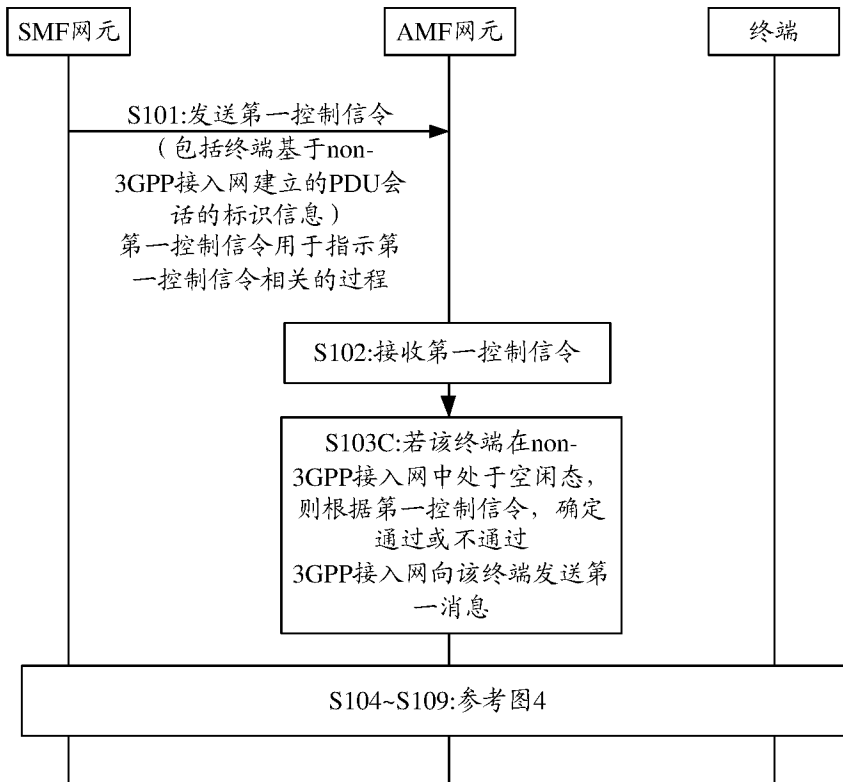 SMF网元
AMF网元
终端
S101:发送第一控制信令
（包括终端基于non-
3GPP接入网建立的PDU会
话的标识信息）
第一控制信令用于指示第
一控制信令相关的过程
S102:接收第一控制信令
S103C:若该终端在non-
3GPP接入网中处于空闲态，
则根据第一控制信令，确定
通过或不通过
3GPP接入网向该终端发送第
一消息
S104~S109:参考图4